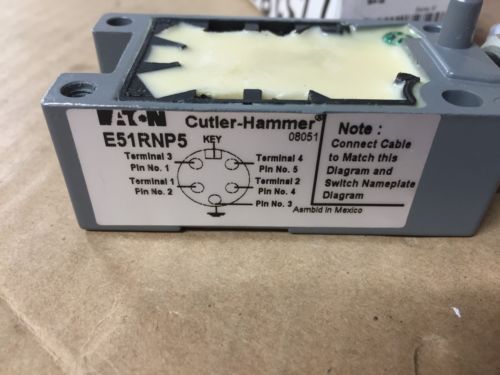 EATON Cutler-Hammer®
E51RNP5
08051
KEY
Terminal 3
Pin No. 1
Terminal 4
Pin No. 5
Terminal 1
Pin No. 2
Terminal 2
Pin No. 4
Pin No. 3
Note :
Connect Cable
to Match this
Diagram and
Switch Nameplate
Diagram
Asmbld in Mexico